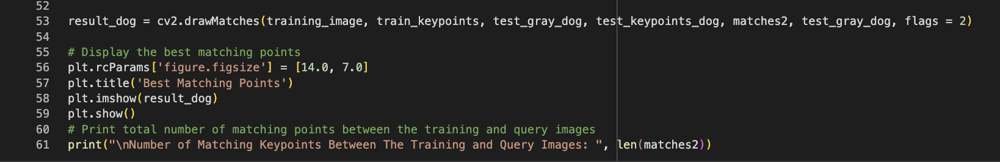 52
53 result_dog = cv2.drawMatches(training_image, train_keypoints, test_gray_dog, test_keypoints_dog, matches2, test_gray_dog, flags = 2)
54
55 # Display the best matching points
56 plt.rcParams['figure.figsize'] = [14.0, 7.0]
57 plt.title('Best Matching Points')
58 plt.imshow(result_dog)
59 plt.show()
60 # Print total number of matching points between the training and query images
61 print("\nNumber of Matching Keypoints Between The Training and Query Images: ", len(matches2))